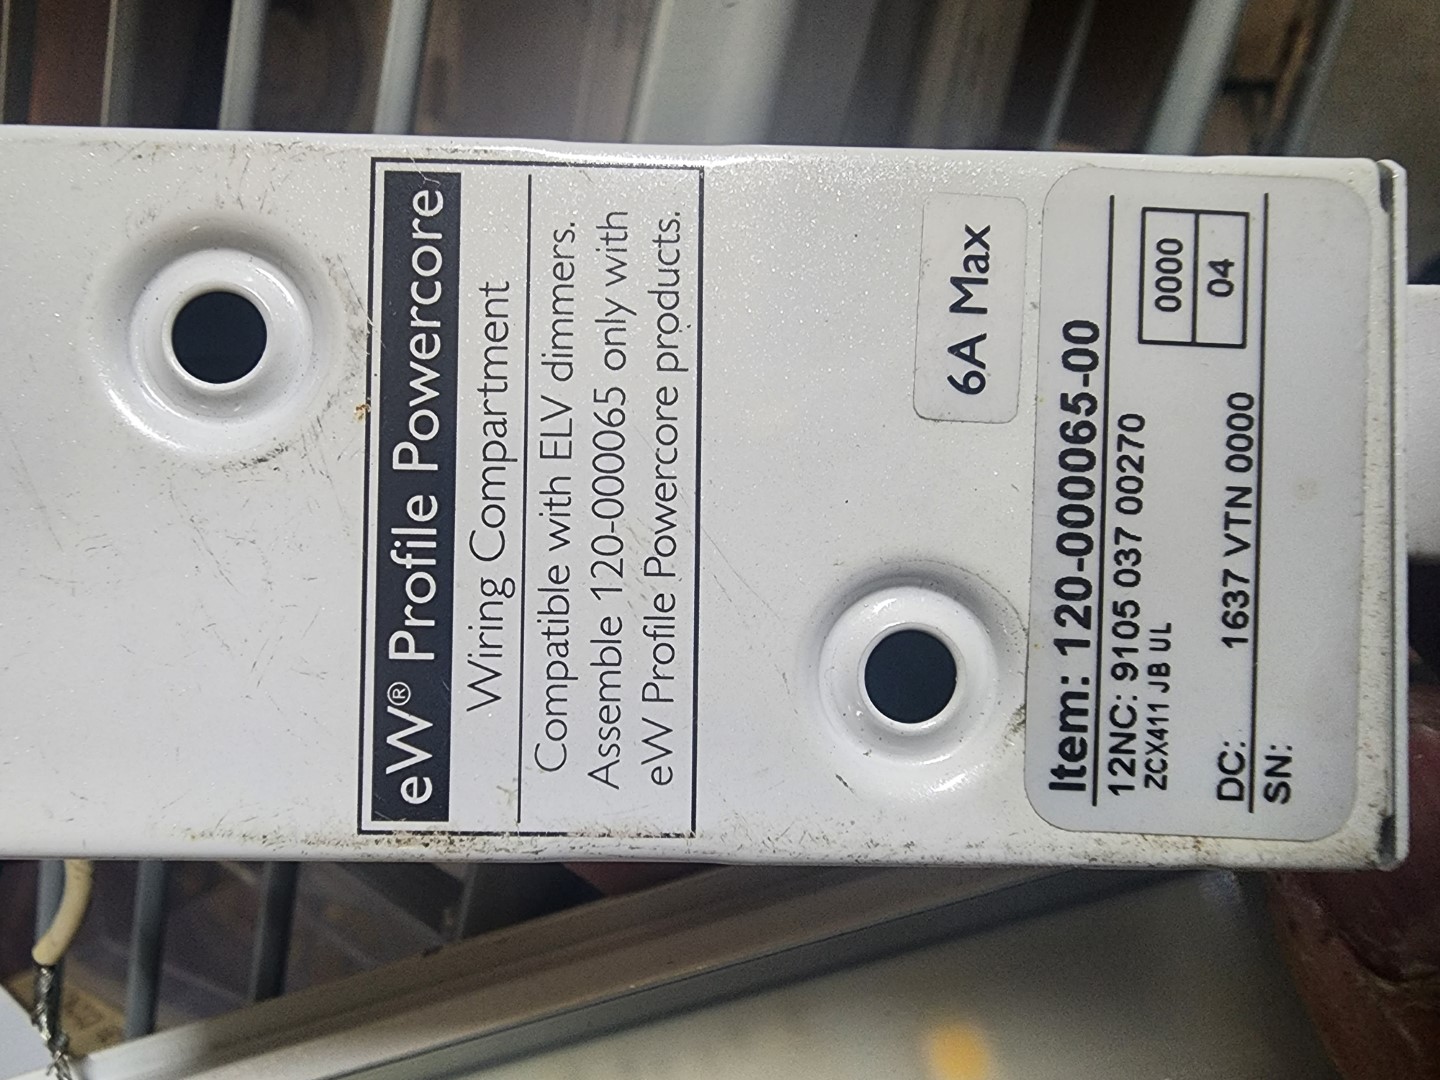 eW® Profile Powercore
Wiring Compartment
Compatible with ELV dimmers.
Assemble 120-000065 only with
eW Profile Powercore products.
6A Max
Item: 120-000065-00
12NC: 9105 037 00270
ZCX411 JB UL
0000
04
DC: 1637 VTN 0000
SN: